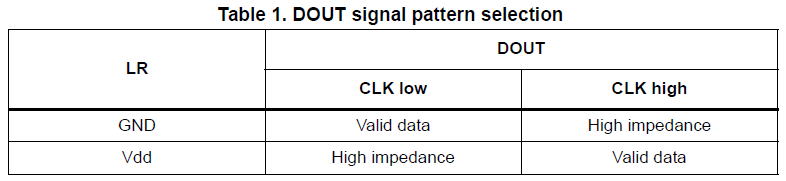 Table 1. DOUT signal pattern selection
LR
DOUT
CLK low
CLK high
GND
Valid data
High impedance
Vdd
High impedance
Valid data